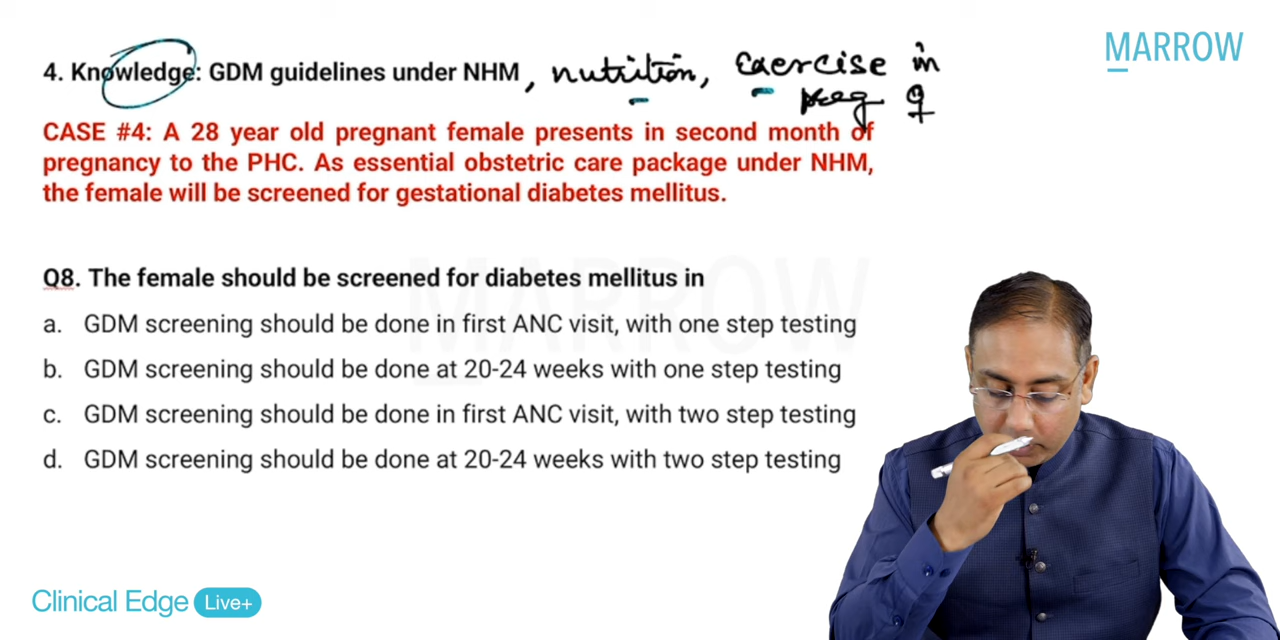 MARROW
4. Knowledge: GDM guidelines under NHM, nutrition, exercise in
preg ♀
CASE #4: A 28 year old pregnant female presents in second month of
pregnancy to the PHC. As essential obstetric care package under NHM,
the female will be screened for gestational diabetes mellitus.
Q8. The female should be screened for diabetes mellitus in
a. GDM screening should be done in first ANC visit, with one step testing
b. GDM screening should be done at 20-24 weeks with one step testing
c. GDM screening should be done in first ANC visit, with two step testing
d. GDM screening should be done at 20-24 weeks with two step testing
MARROW
Clinical Edge Live+